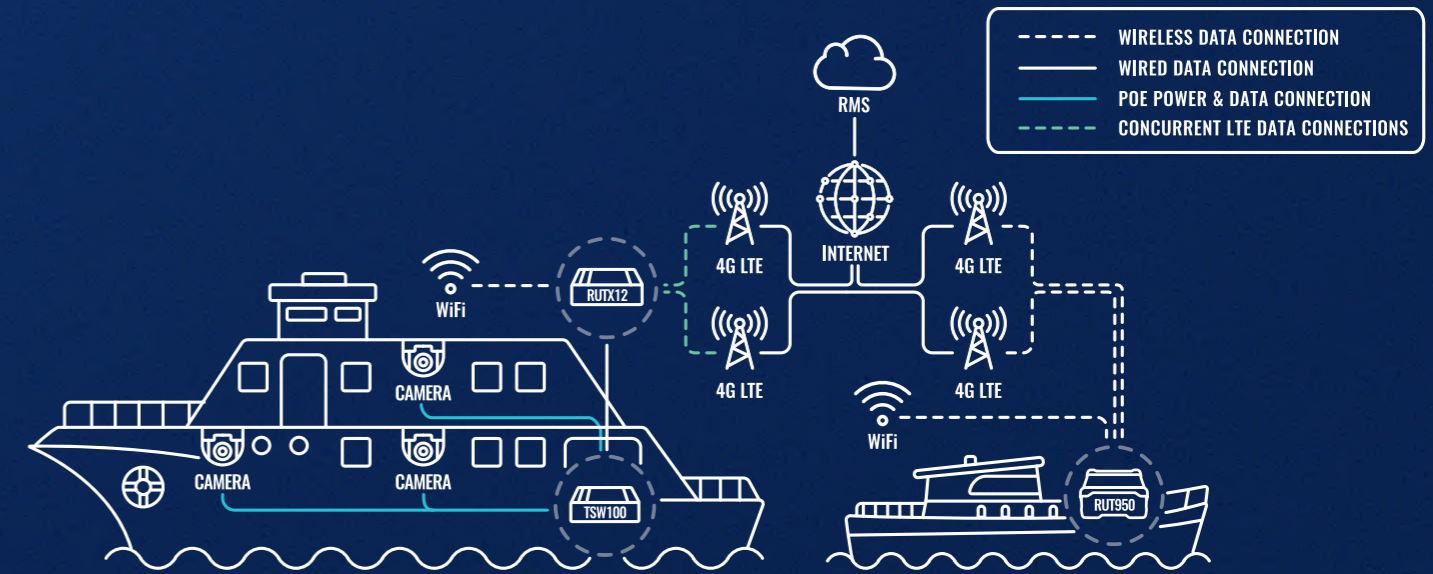 WIRELESS DATA CONNECTION
WIRED DATA CONNECTION
POE POWER & DATA CONNECTION
CONCURRENT LTE DATA CONNECTIONS
RMS
INTERNET
4G LTE
4G LTE
WiFi
RUTX12
4G LTE
4G LTE
CAMERA
WiFi
CAMERA
CAMERA
TSW100
RUT950